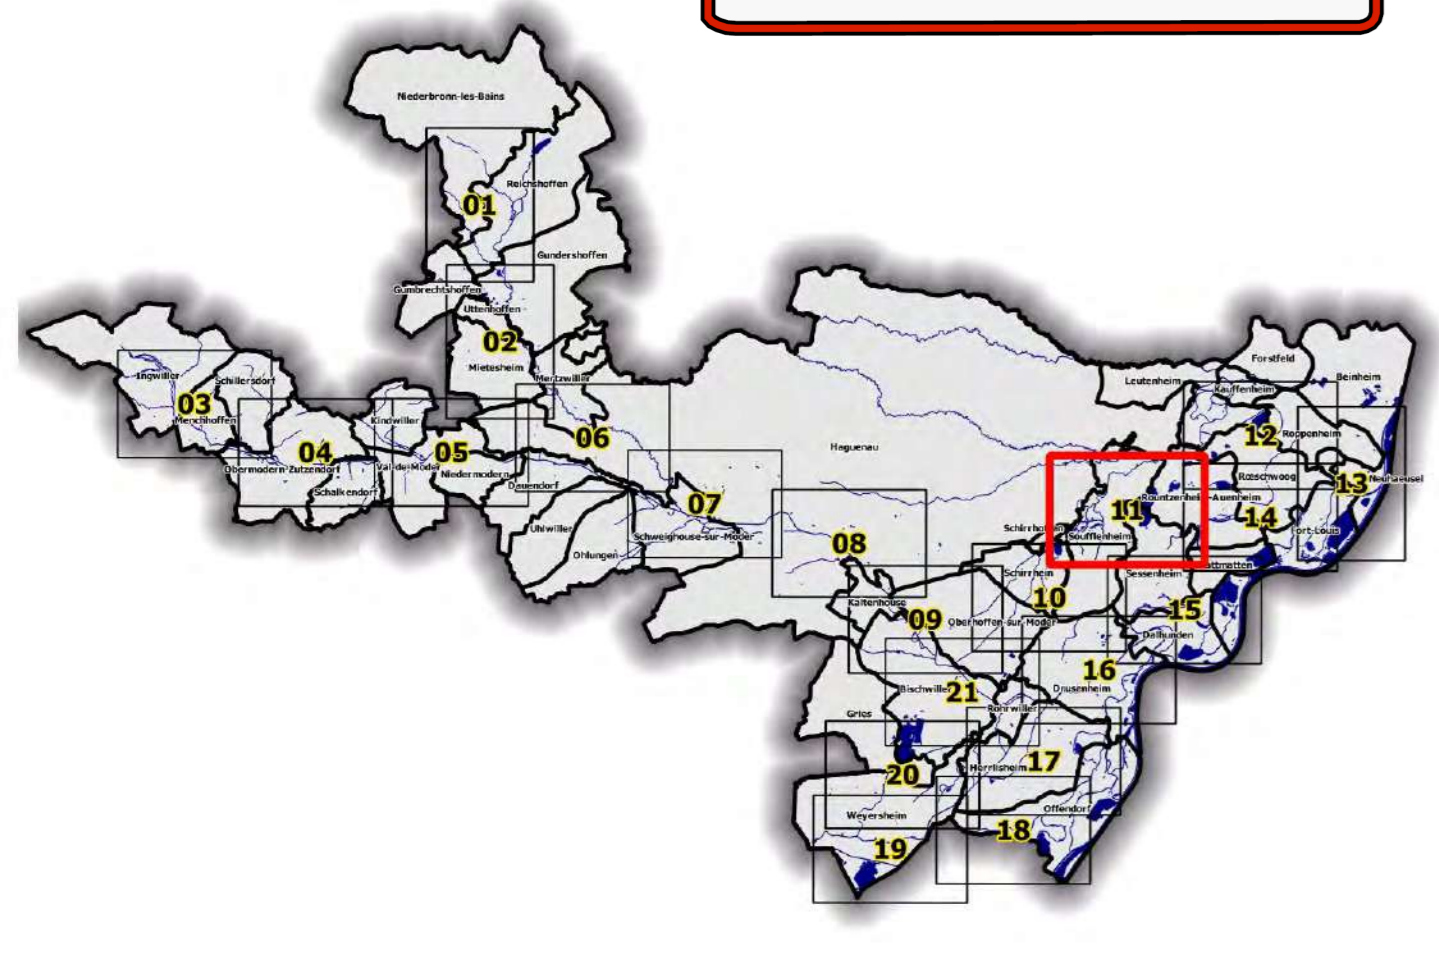 Niederbronn-les-Bains
Reichshoffen
01
Gundershoffen
Gumbrechtshoffen
Uttenhoffen
02
Mietesheim
Mertzwiller
Forstfeld
Ingwiller
Schillersdorf
Leutenheim
Kauffenheim
Beinheim
03
Menchhoffen
Kindwiller
04
05
06
Haguenau
12
Roppenheim
Obermodern-Zutzendorf
Val-de-Moder
Niedermodern
Rœschwoog
13
Neuhaeusel
Schalkendorf
Dauendorf
07
Rountzenheim-Auenheim
11
14
Uhlwiller
Schweighouse-sur-Moder
Schirrhoffen
Soufflenheim
Fort-Louis
Ohlungen
08
Schirrhein
Sessenheim
attmatten
Kaltenhouse
10
09
Oberhoffen-sur-Moder
15
Dalhunden
16
Bischwiller
21
Drusenheim
Gries
Rohrwiller
20
Herrlisheim
17
Weyersheim
Offendorf
18
19